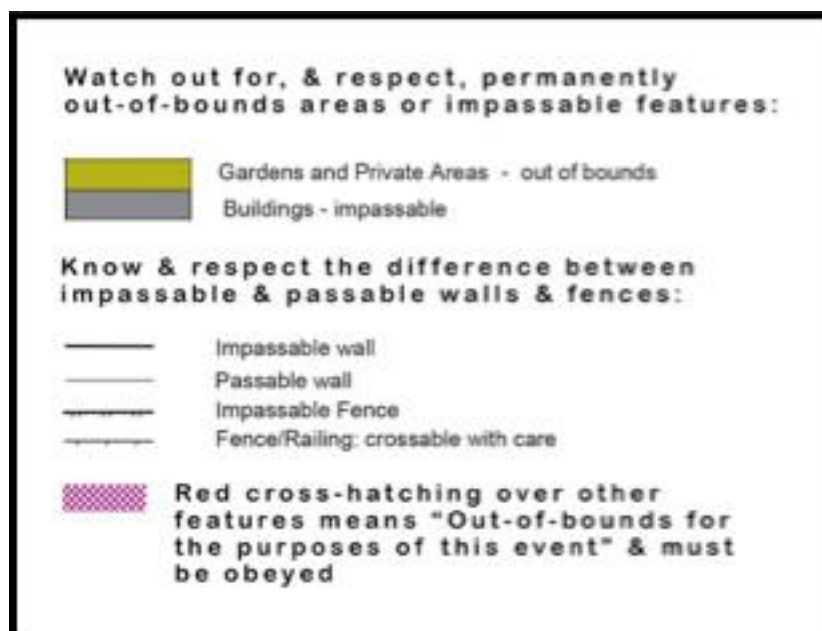 Watch out for, & respect, permanently
out-of-bounds areas or impassable features:
Gardens and Private Areas - out of bounds
Buildings - impassable
Know & respect the difference between
impassable & passable walls & fences:
Impassable wall
Passable wall
Impassable Fence
Fence/Railing: crossable with care
Red cross-hatching over other
features means "Out-of-bounds for
the purposes of this event" & must
be obeyed